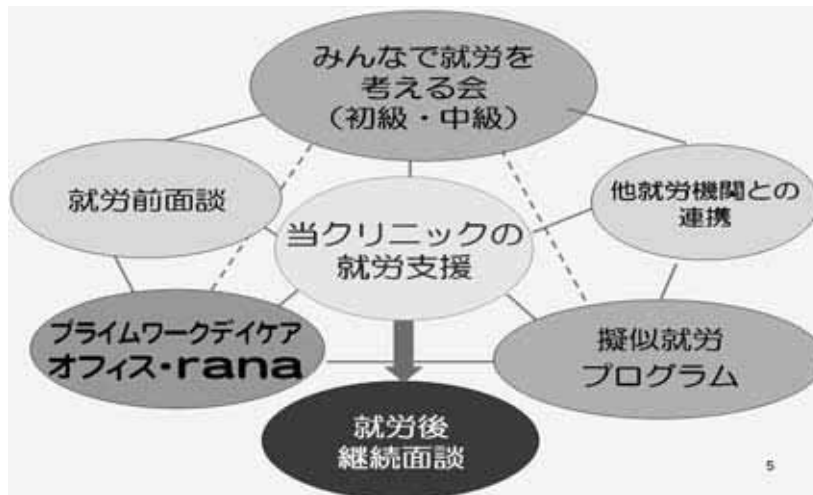 みんなで就労を
考える会
（初級・中級）
就労前面談
他就労機関との
連携
当クリニックの
就労支援
プライムワークデイケア
オフィス・rana
擬似就労
プログラム
就労後
継続面談
5